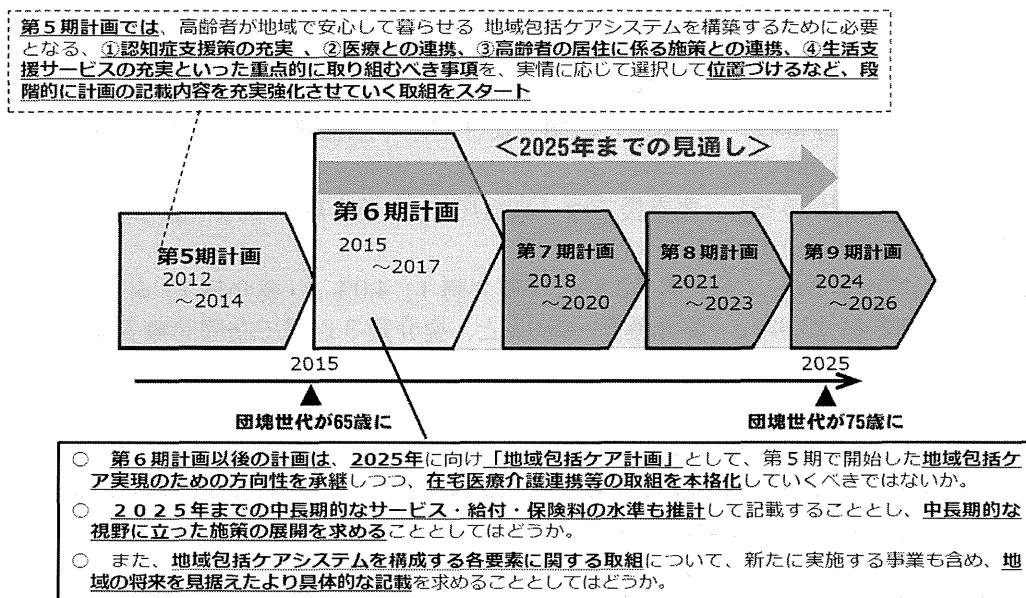 第５期計画では、高齢者が地域で安心して暮らせる 地域包括ケアシステムを構築するために必要
となる、①認知症支援策の充実 、②医療との連携、③高齢者の居住に係る施策との連携、④生活支
援サービスの充実といった重点的に取り組むべき事項を、実情に応じて選択して位置づけるなど、段
階的に計画の記載内容を充実強化させていく取組をスタート
＜2025年までの見通し＞
第5期計画
2012
～2014
第６期計画
2015
～2017
第７期計画
2018
～2020
第８期計画
2021
～2023
第９期計画
2024
～2026
2015
2025
団塊世代が65歳に
団塊世代が75歳に
○ 第６期計画以後の計画は、2025年に向け「地域包括ケア計画」として、第５期で開始した地域包括ケ
ア実現のための方向性を承継しつつ、在宅医療介護連携等の取組を本格化していくべきではないか。
○ ２０２５年までの中長期的なサービス・給付・保険料の水準も推計して記載することとし、中長期的な
視野に立った施策の展開を求めることとしてはどうか。
○ また、地域包括ケアシステムを構成する各要素に関する取組について、新たに実施する事業も含め、地
域の将来を見据えたより具体的な記載を求めることとしてはどうか。